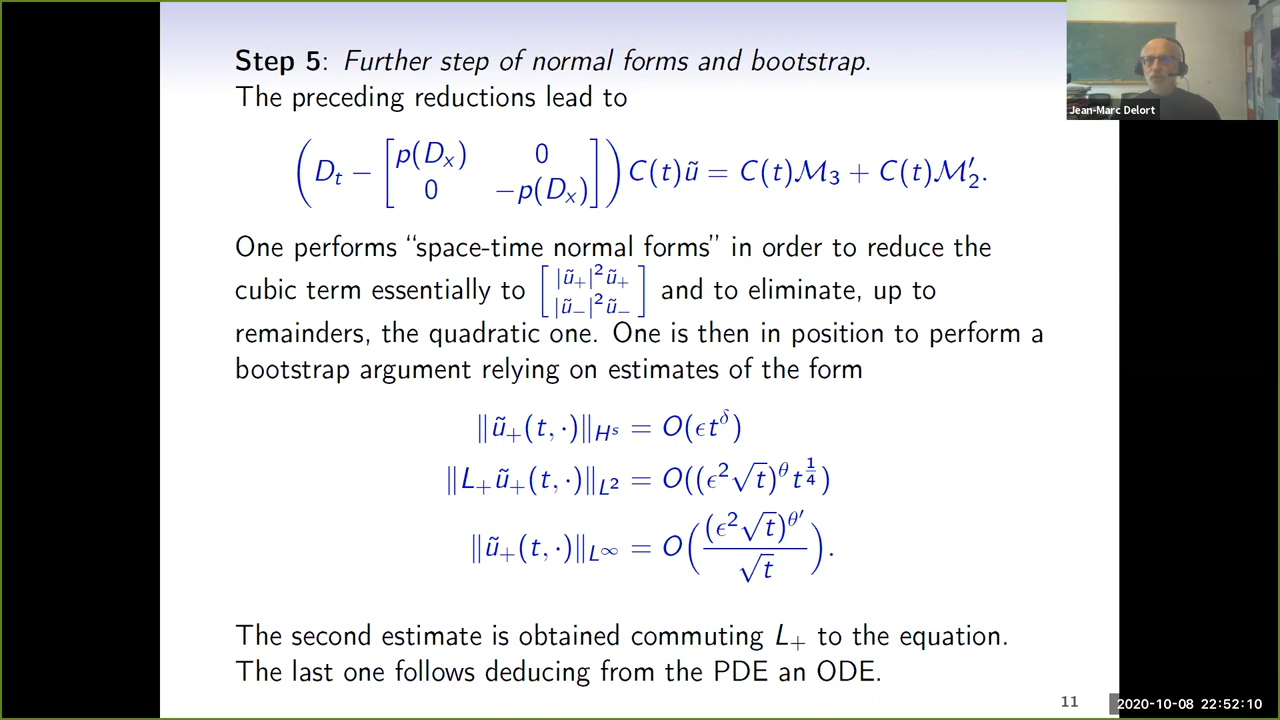 Step 5: Further step of normal forms and bootstrap.
The preceding reductions lead to
( D_t − [ p(D_x) 0 ; 0 −p(D_x) ] ) C(t)ũ = C(t)ℳ_3 + C(t)ℳ′_2.
One performs “space-time normal forms” in order to reduce the
cubic term essentially to [ |ũ_+|^2 ũ_+ ; |ũ_−|^2 ũ_− ] and to eliminate, up to
remainders, the quadratic one. One is then in position to perform a
bootstrap argument relying on estimates of the form
‖ũ_+(t, ·)‖_{H^s} = O(ϵt^δ)
‖L_+ũ_+(t, ·)‖_{L^2} = O((ϵ^2√t)^θ t^{1/4})
‖ũ_+(t, ·)‖_{L^∞} = O( (ϵ^2√t)^{θ′} / √t ).
The second estimate is obtained commuting L_+ to the equation.
The last one follows deducing from the PDE an ODE.
11
Jean-Marc Delort
2020-10-08 22:52:10